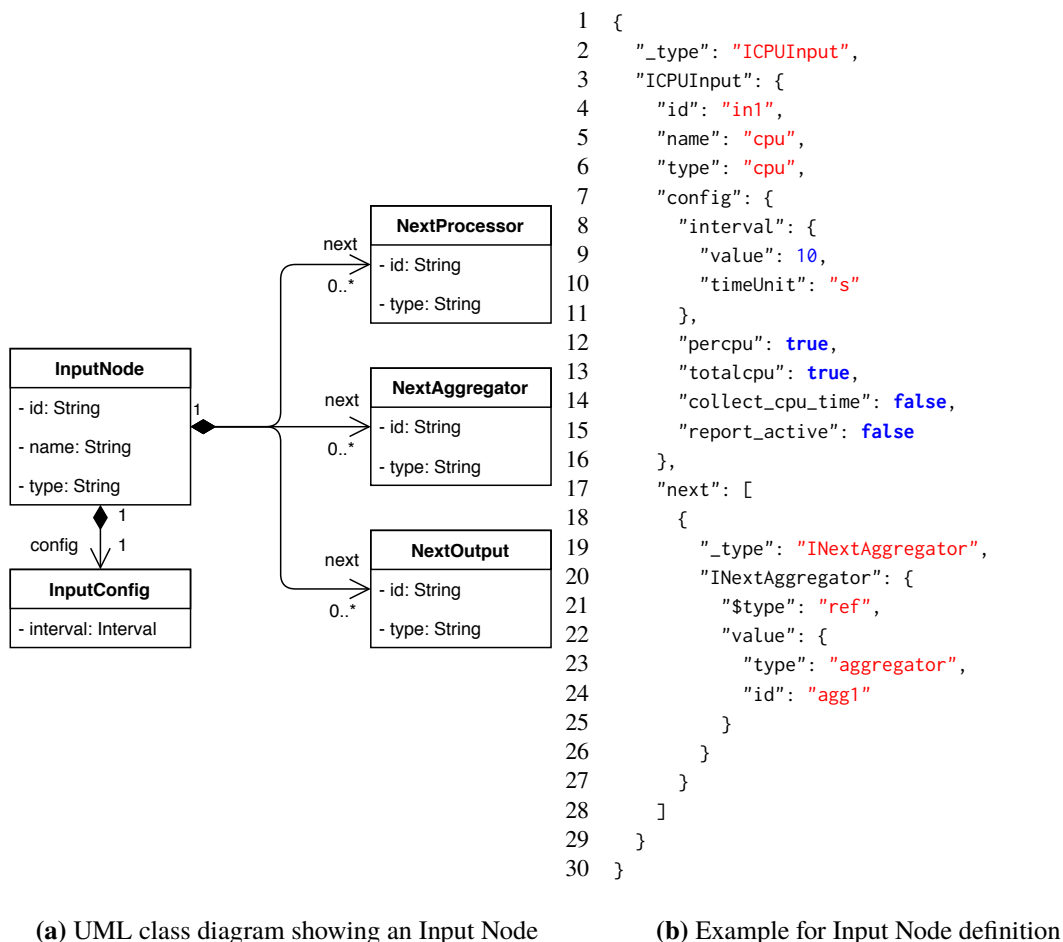 NextProcessor
- id: String
- type: String
next
0..*
InputNode
- id: String
- name: String
- type: String
1
NextAggregator
- id: String
- type: String
next
0..*
1
config
1
InputConfig
- interval: Interval
NextOutput
- id: String
- type: String
next
0..*
1 {
2 "_type": "ICPUInput",
3 "ICPUInput": {
4 "id": "in1",
5 "name": "cpu",
6 "type": "cpu",
7 "config": {
8 "interval": {
9 "value": 10,
10 "timeUnit": "s"
11 },
12 "percpu": true,
13 "totalcpu": true,
14 "collect_cpu_time": false,
15 "report_active": false
16 },
17 "next": [
18 {
19 "_type": "INextAggregator",
20 "INextAggregator": {
21 "$type": "ref",
22 "value": {
23 "type": "aggregator",
24 "id": "agg1"
25 }
26 }
27 }
28 ]
29 }
30 }
(a) UML class diagram showing an Input Node
(b) Example for Input Node definition